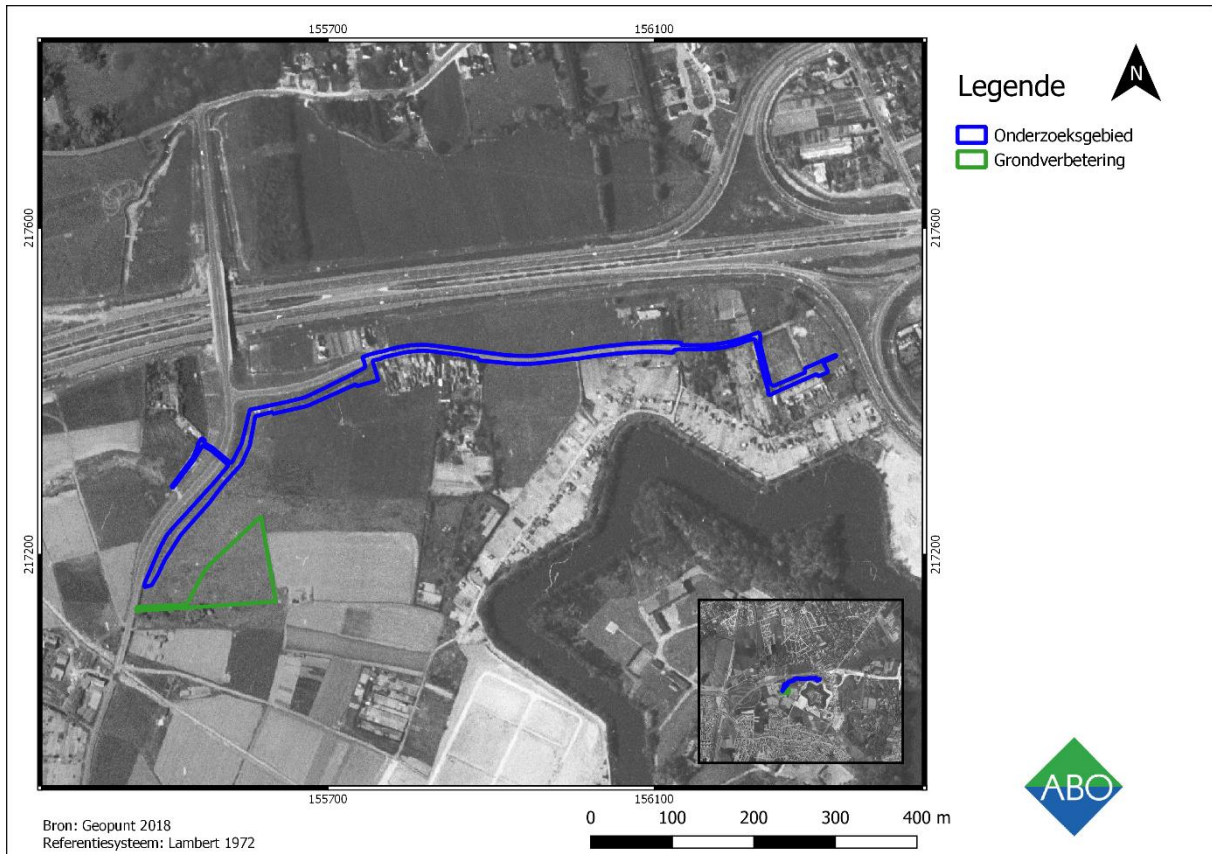 155700
156100
Legende
N
Onderzoeksgebied
Grondverbetering
217600
217600
217200
217200
155700
156100
ABO
0
100
200
300
400 m
Bron: Geopunt 2018
Referentiesysteem: Lambert 1972